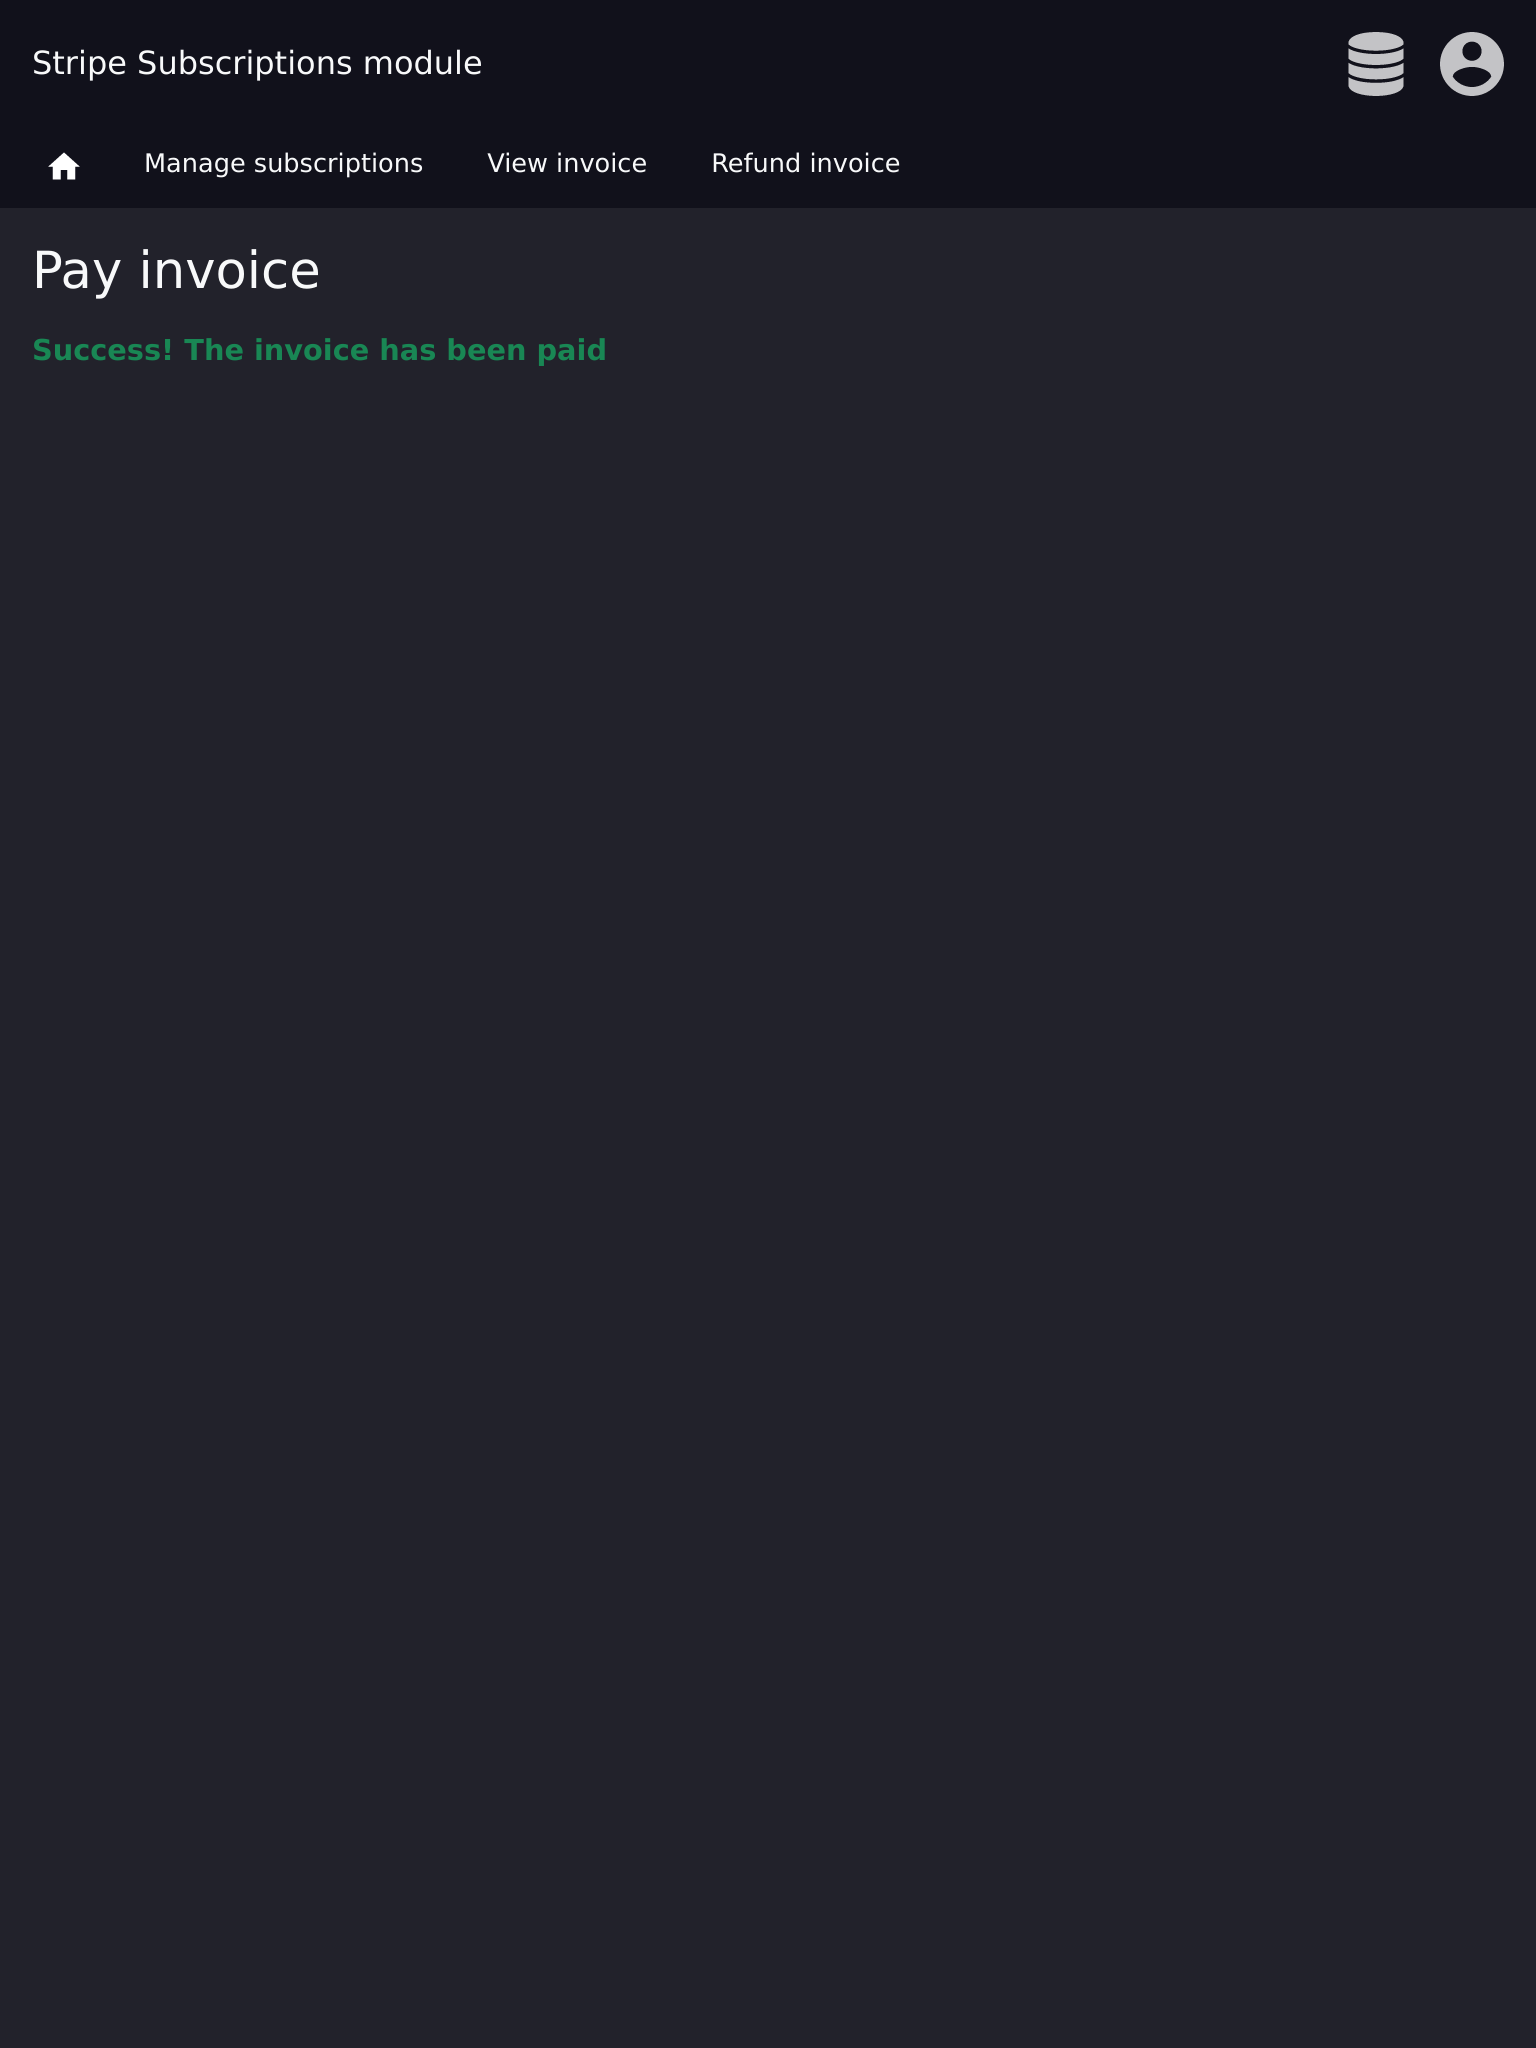 Stripe Subscriptions module
Manage subscriptions View invoice Refund invoice
Pay invoice
Success! The invoice has been paid